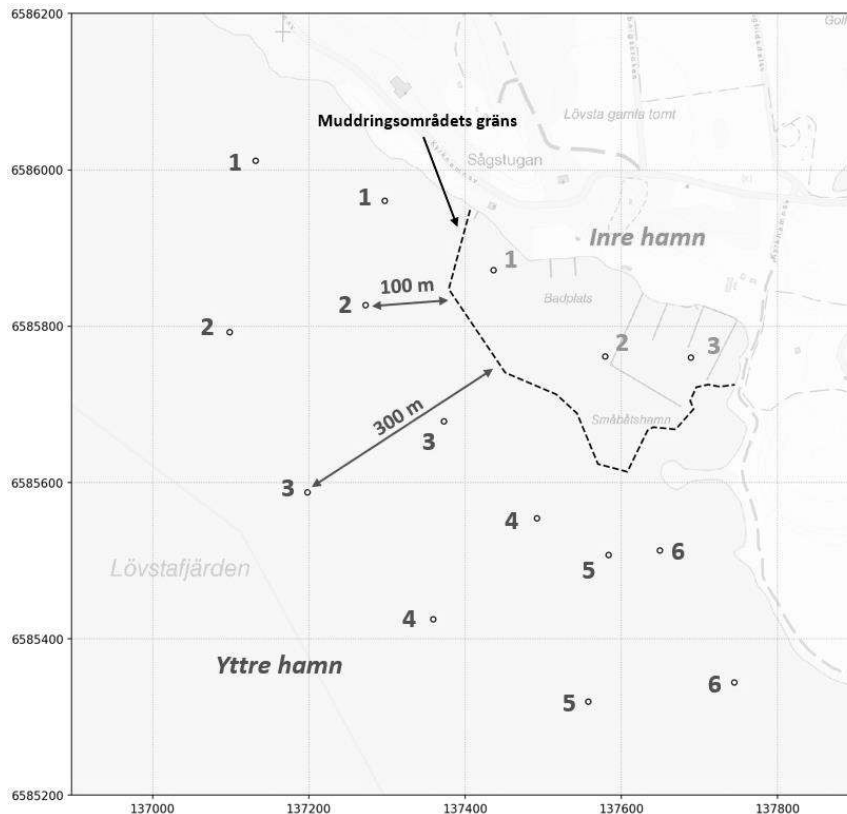 6586200
6586000
6585800
6585600
6585400
6585200
137000
137200
137400
137600
137800
Muddringsområdets gräns
Lövsta gamla tomt
Sågstugan
1
1
Inre hamn
1
100 m
Badplats
2
2
2
3
300 m
3
Småbåtshamn
3
4
6
5
Lövstafjärden
4
Yttre hamn
6
5